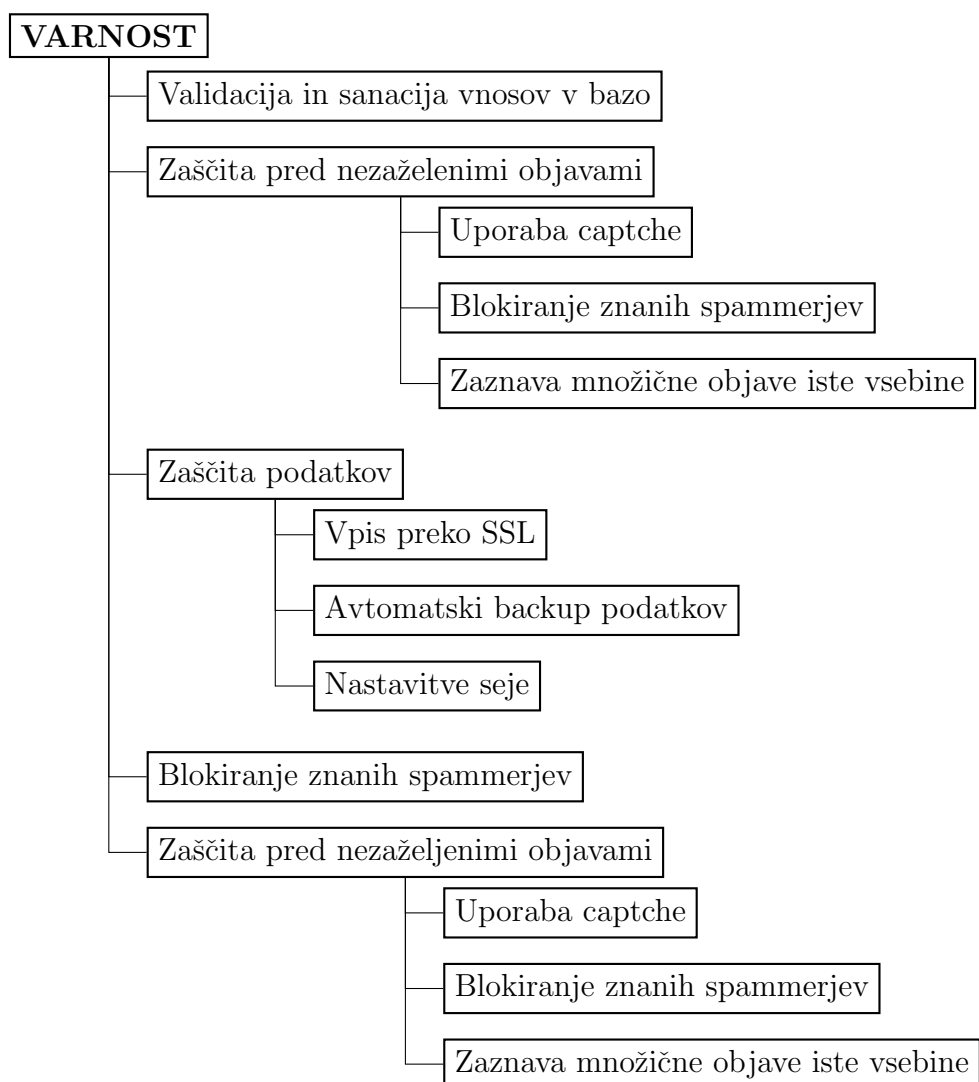 VARNOST
Validacija in sanacija vnosov v bazo
Zaščita pred nezaželenimi objavami
Uporaba captche
Blokiranje znanih spammerjev
Zaznava množične objave iste vsebine
Zaščita podatkov
Vpis preko SSL
Avtomatski backup podatkov
Nastavitve seje
Blokiranje znanih spammerjev
Zaščita pred nezaželjenimi objavami
Uporaba captche
Blokiranje znanih spammerjev
Zaznava množične objave iste vsebine